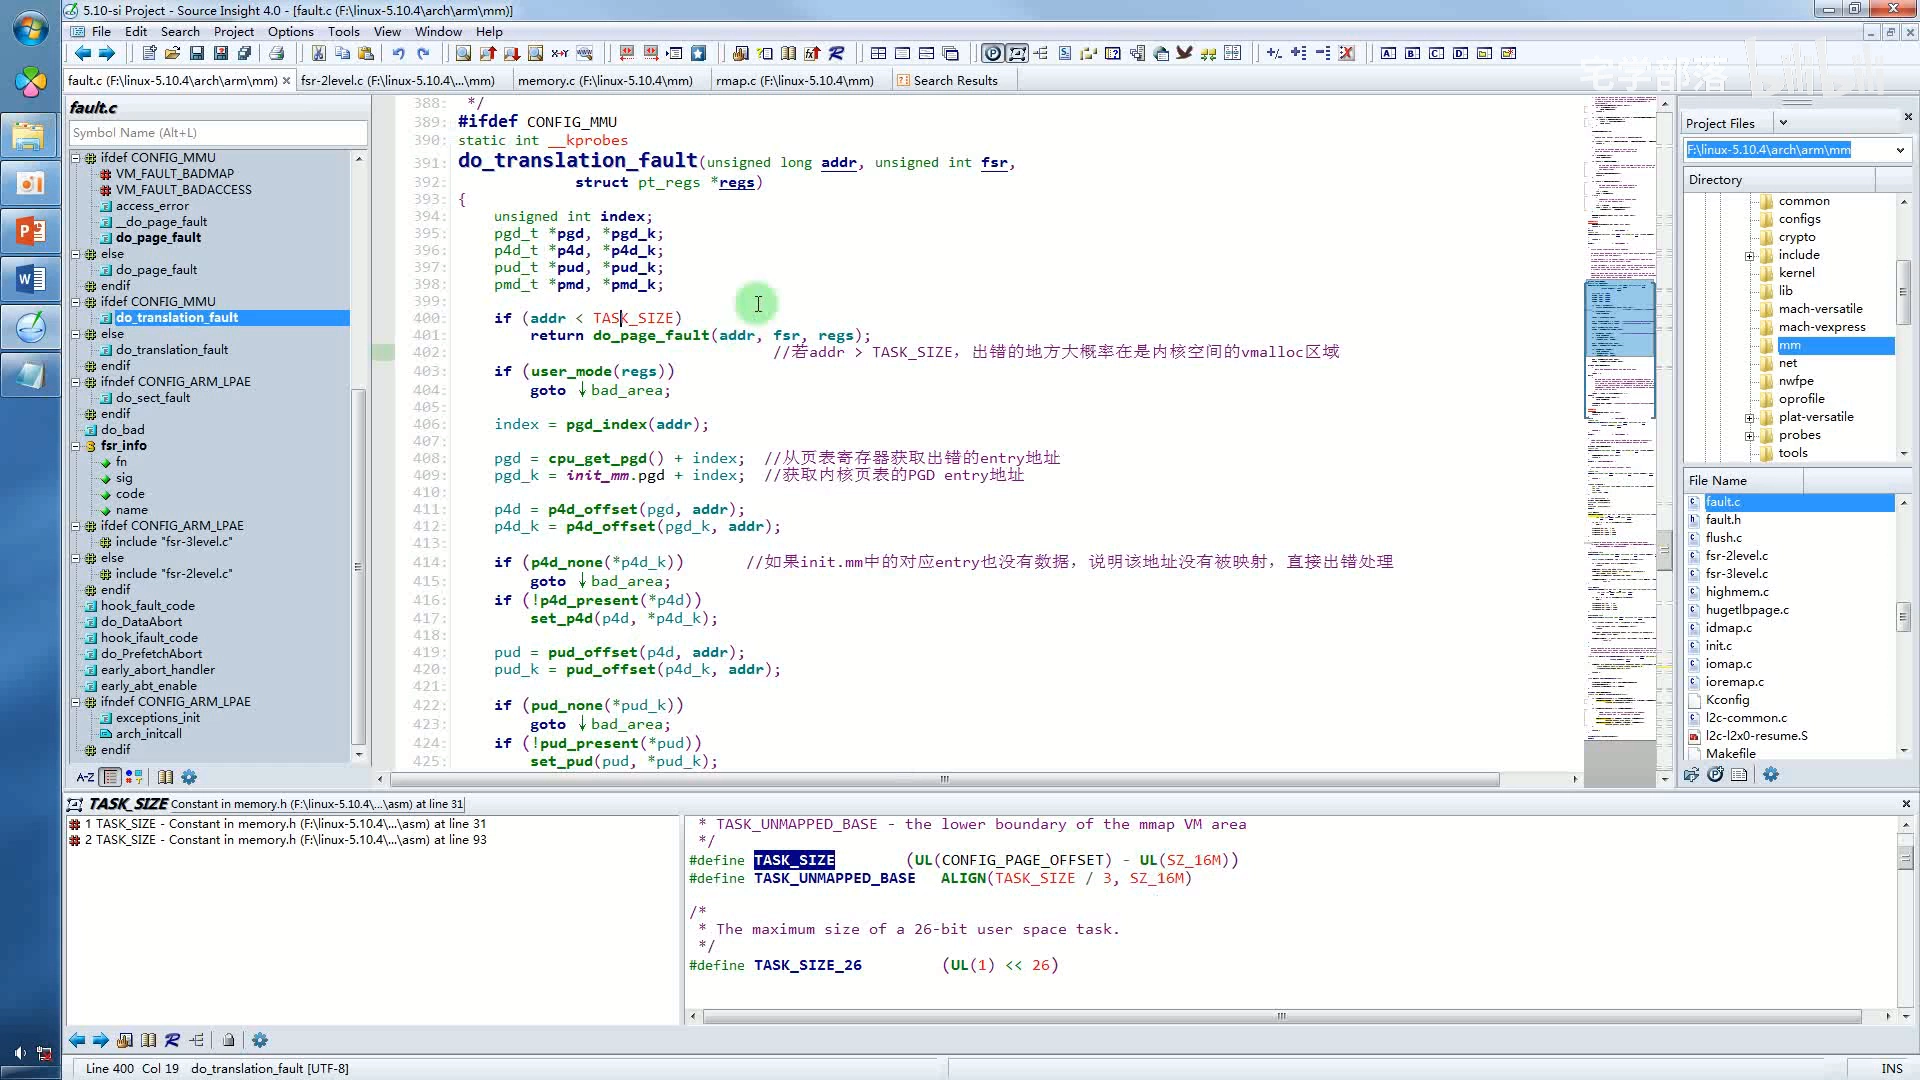 5.10-si Project - Source Insight 4.0 - [fault.c (F:\linux-5.10.4\arch\arm\mm)]
File Edit Search Project Options Tools View Window Help
fault.c (F:\linux-5.10.4\arch\arm\mm) fsr-2level.c (F:\linux-5.10.4\...\mm) memory.c (F:\linux-5.10.4\mm) rmap.c (F:\linux-5.10.4\mm) Search Results
宅学部落 bilibili
fault.c
Symbol Name (Alt+L)
ifdef CONFIG_MMU
VM_FAULT_BADMAP
VM_FAULT_BADACCESS
access_error
__do_page_fault
do_page_fault
else
do_page_fault
endif
ifdef CONFIG_MMU
do_translation_fault
else
do_translation_fault
endif
ifndef CONFIG_ARM_LPAE
do_sect_fault
endif
do_bad
fsr_info
fn
sig
code
name
ifdef CONFIG_ARM_LPAE
include "fsr-3level.c"
else
include "fsr-2level.c"
endif
hook_fault_code
do_DataAbort
hook_ifault_code
do_PrefetchAbort
early_abort_handler
early_abt_enable
ifndef CONFIG_ARM_LPAE
exceptions_init
arch_initcall
endif
A-Z
388: */
389: #ifdef CONFIG_MMU
390: static int __kprobes
391: do_translation_fault(unsigned long addr, unsigned int fsr,
392: struct pt_regs *regs)
393: {
394: unsigned int index;
395: pgd_t *pgd, *pgd_k;
396: p4d_t *p4d, *p4d_k;
397: pud_t *pud, *pud_k;
398: pmd_t *pmd, *pmd_k;
399:
400: if (addr < TASK_SIZE)
401: return do_page_fault(addr, fsr, regs);
402: //若addr > TASK_SIZE，出错的地方大概率在是内核空间的vmalloc区域
403: if (user_mode(regs))
404: goto ↓bad_area;
405:
406: index = pgd_index(addr);
407:
408: pgd = cpu_get_pgd() + index; //从页表寄存器获取出错的entry地址
409: pgd_k = init_mm.pgd + index; //获取内核页表的PGD entry地址
410:
411: p4d = p4d_offset(pgd, addr);
412: p4d_k = p4d_offset(pgd_k, addr);
413:
414: if (p4d_none(*p4d_k)) //如果init.mm中的对应entry也没有数据，说明该地址没有被映射，直接出错处理
415: goto ↓bad_area;
416: if (!p4d_present(*p4d))
417: set_p4d(p4d, *p4d_k);
418:
419: pud = pud_offset(p4d, addr);
420: pud_k = pud_offset(p4d_k, addr);
421:
422: if (pud_none(*pud_k))
423: goto ↓bad_area;
424: if (!pud_present(*pud))
425: set_pud(pud, *pud_k);
Project Files
F:\linux-5.10.4\arch\arm\mm
Directory
common
configs
crypto
include
kernel
lib
mach-versatile
mach-vexpress
mm
net
nwfpe
oprofile
plat-versatile
probes
tools
File Name
fault.c
fault.h
flush.c
fsr-2level.c
fsr-3level.c
highmem.c
hugetlbpage.c
idmap.c
init.c
iomap.c
ioremap.c
Kconfig
l2c-common.c
l2c-l2x0-resume.S
Makefile
TASK_SIZE Constant in memory.h (F:\linux-5.10.4\...\asm) at line 31
1 TASK_SIZE - Constant in memory.h (F:\linux-5.10.4\...\asm) at line 31
2 TASK_SIZE - Constant in memory.h (F:\linux-5.10.4\...\asm) at line 93
* TASK_UNMAPPED_BASE - the lower boundary of the mmap VM area
*/
#define TASK_SIZE (UL(CONFIG_PAGE_OFFSET) - UL(SZ_16M))
#define TASK_UNMAPPED_BASE ALIGN(TASK_SIZE / 3, SZ_16M)
/*
* The maximum size of a 26-bit user space task.
*/
#define TASK_SIZE_26 (UL(1) << 26)
Line 400 Col 19 do_translation_fault [UTF-8]
INS